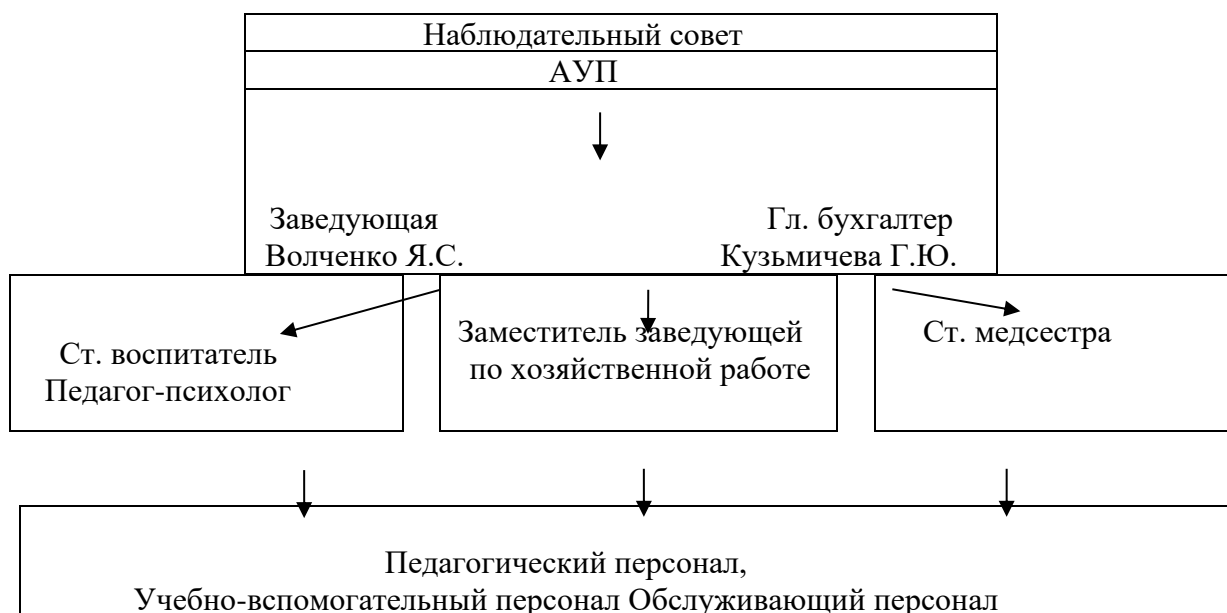 Наблюдательный совет
АУП
Заведующая
Волченко Я.С.
Гл. бухгалтер
Кузьмичева Г.Ю.
Ст. воспитатель
Педагог-психолог
Заместитель заведующей
по хозяйственной работе
Ст. медсестра
Педагогический персонал,
Учебно-вспомогательный персонал Обслуживающий персонал